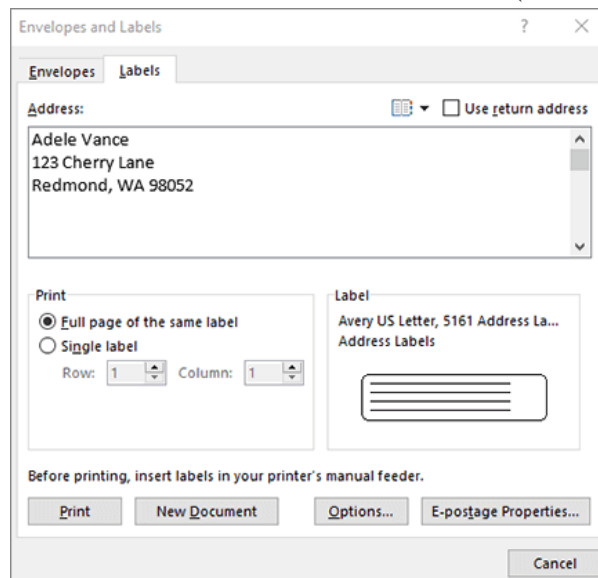 Envelopes and Labels ?
Envelopes Labels
Address: Use return address
Adele Vance
123 Cherry Lane
Redmond, WA 98052
Print
Full page of the same label
Single label
Row: 1 Column: 1
Label
Avery US Letter, 5161 Address La...
Address Labels
Before printing, insert labels in your printer's manual feeder.
Print New Document Options... E-postage Properties...
Cancel